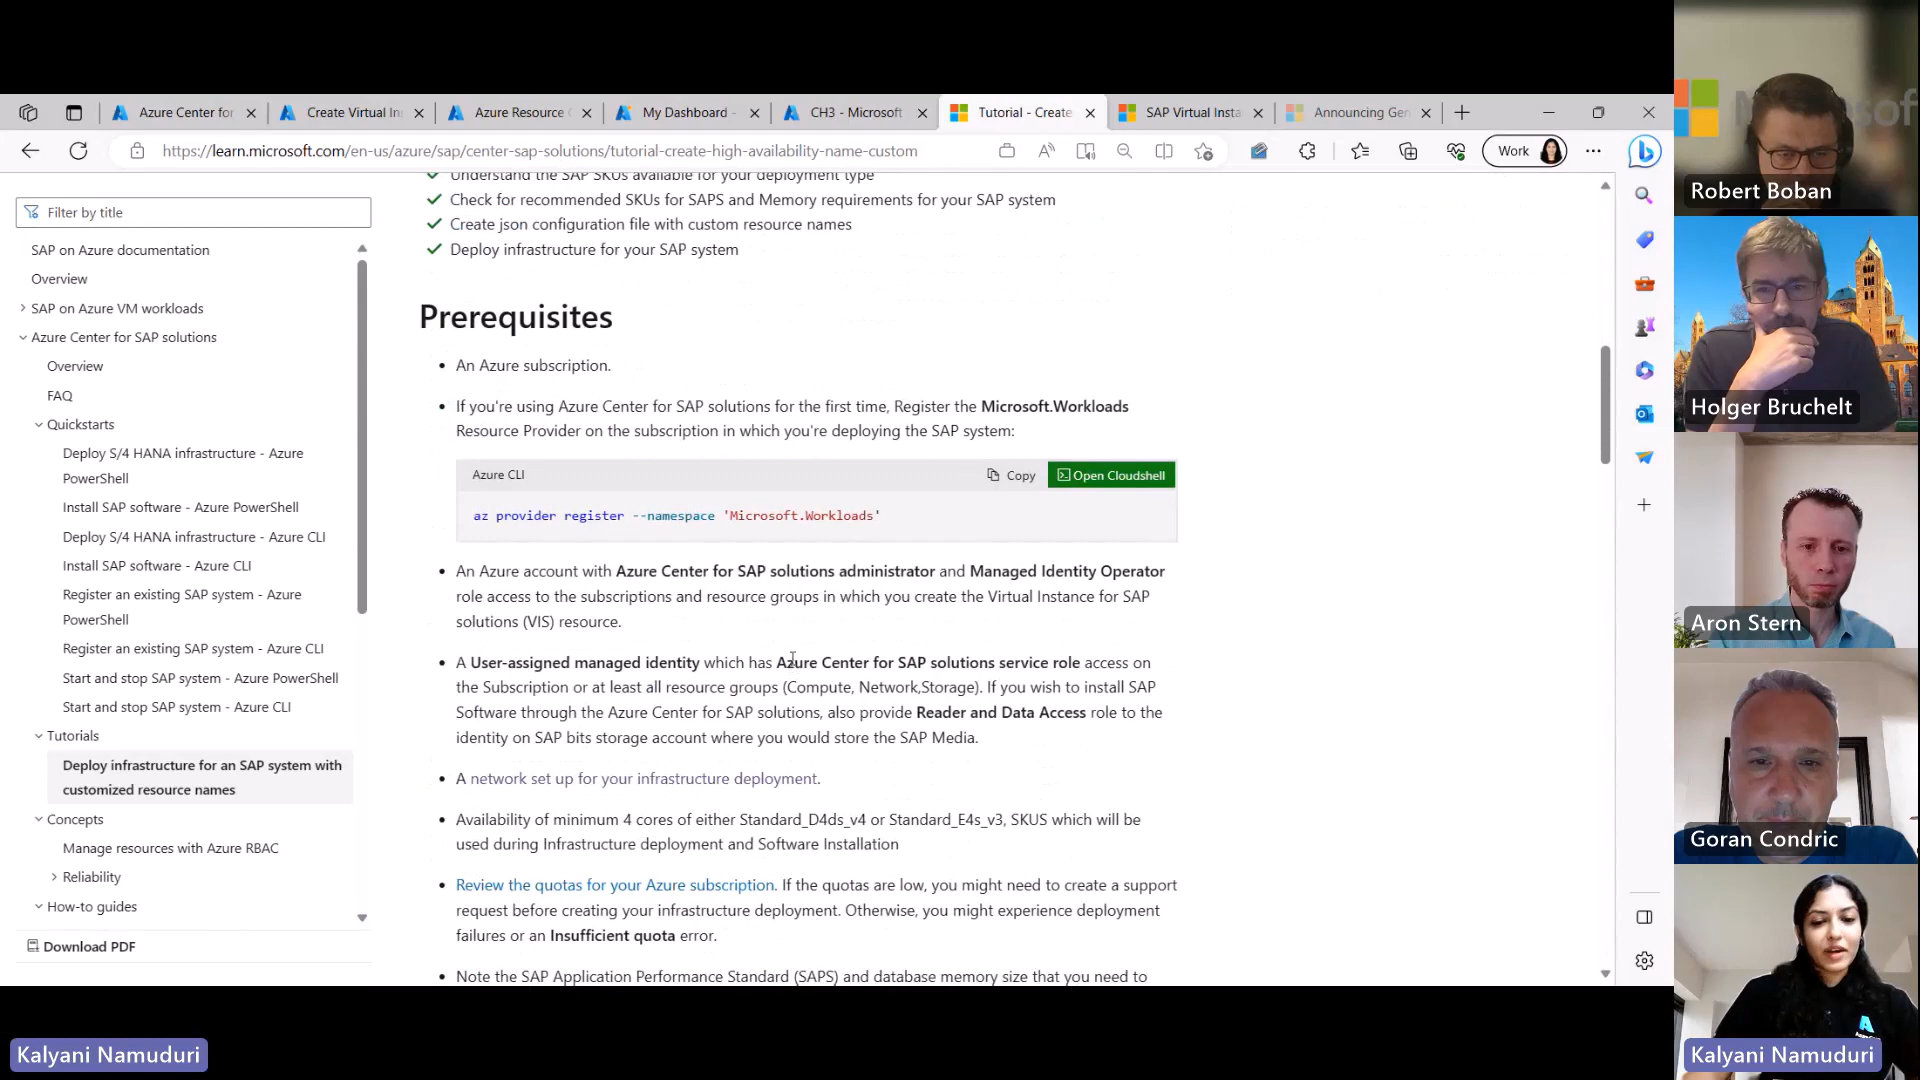 Azure Center for
Create Virtual In
Azure Resource
My Dashboard -
CH3 - Microsoft
Tutorial - Create
SAP Virtual Insta
Announcing Gen
https://learn.microsoft.com/en-us/azure/sap/center-sap-solutions/tutorial-create-high-availability-name-custom
Work
Filter by title
SAP on Azure documentation
Overview
SAP on Azure VM workloads
Azure Center for SAP solutions
Overview
FAQ
Quickstarts
Deploy S/4 HANA infrastructure - Azure
PowerShell
Install SAP software - Azure PowerShell
Deploy S/4 HANA infrastructure - Azure CLI
Install SAP software - Azure CLI
Register an existing SAP system - Azure
PowerShell
Register an existing SAP system - Azure CLI
Start and stop SAP system - Azure PowerShell
Start and stop SAP system - Azure CLI
Tutorials
Deploy infrastructure for an SAP system with
customized resource names
Concepts
Manage resources with Azure RBAC
Reliability
How-to guides
Download PDF
Understand the SAP SKUs available for your deployment type
Check for recommended SKUs for SAPS and Memory requirements for your SAP system
Create json configuration file with custom resource names
Deploy infrastructure for your SAP system
Prerequisites
• An Azure subscription.
• If you're using Azure Center for SAP solutions for the first time, Register the Microsoft.Workloads
Resource Provider on the subscription in which you're deploying the SAP system:
Azure CLI
Copy
Open Cloudshell
az provider register --namespace 'Microsoft.Workloads'
• An Azure account with Azure Center for SAP solutions administrator and Managed Identity Operator
role access to the subscriptions and resource groups in which you create the Virtual Instance for SAP
solutions (VIS) resource.
• A User-assigned managed identity which has Azure Center for SAP solutions service role access on
the Subscription or at least all resource groups (Compute, Network,Storage). If you wish to install SAP
Software through the Azure Center for SAP solutions, also provide Reader and Data Access role to the
identity on SAP bits storage account where you would store the SAP Media.
• A network set up for your infrastructure deployment.
• Availability of minimum 4 cores of either Standard_D4ds_v4 or Standard_E4s_v3, SKUS which will be
used during Infrastructure deployment and Software Installation
• Review the quotas for your Azure subscription. If the quotas are low, you might need to create a support
request before creating your infrastructure deployment. Otherwise, you might experience deployment
failures or an Insufficient quota error.
• Note the SAP Application Performance Standard (SAPS) and database memory size that you need to
Robert Boban
Holger Bruchelt
Aron Stern
Goran Condric
Kalyani Namuduri
Kalyani Namuduri